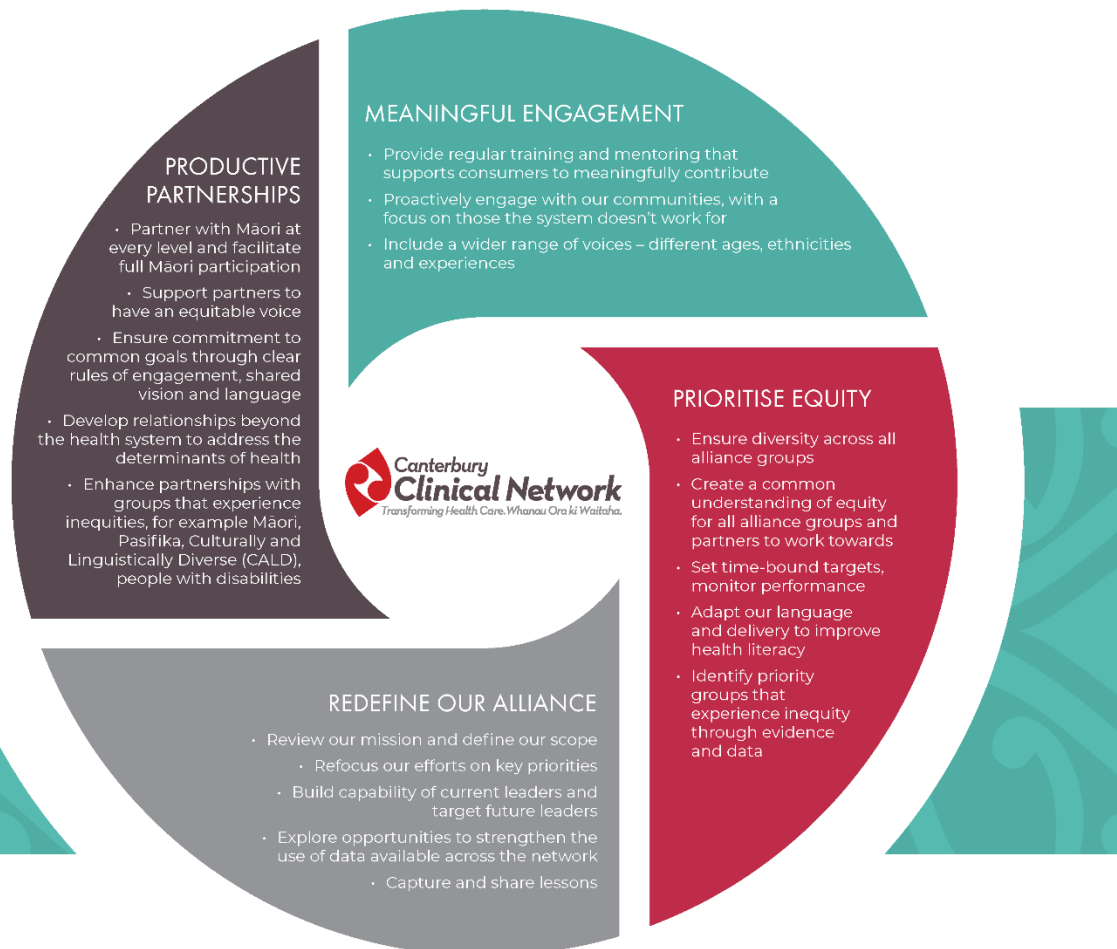 MEANINGFUL ENGAGEMENT
· Provide regular training and mentoring that
supports consumers to meaningfully contribute
· Proactively engage with our communities, with a
focus on those the system doesn't work for
· Include a wider range of voices – different ages, ethnicities
and experiences
PRODUCTIVE
PARTNERSHIPS
· Partner with Māori at
every level and facilitate
full Māori participation
· Support partners to
have an equitable voice
· Ensure commitment to
common goals through clear
rules of engagement, shared
vision and language
· Develop relationships beyond
the health system to address the
determinants of health
· Enhance partnerships with
groups that experience
inequities, for example Māori,
Pasifika, Culturally and
Linguistically Diverse (CALD),
people with disabilities
Canterbury
Clinical Network
Transforming Health Care. Whanau Ora ki Waitaha.
PRIORITISE EQUITY
· Ensure diversity across all
alliance groups
· Create a common
understanding of equity
for all alliance groups and
partners to work towards
· Set time-bound targets,
monitor performance
· Adapt our language
and delivery to improve
health literacy
· Identify priority
groups that
experience inequity
through evidence
and data
REDEFINE OUR ALLIANCE
· Review our mission and define our scope
· Refocus our efforts on key priorities
· Build capability of current leaders and
target future leaders
· Explore opportunities to strengthen the
use of data available across the network
· Capture and share lessons